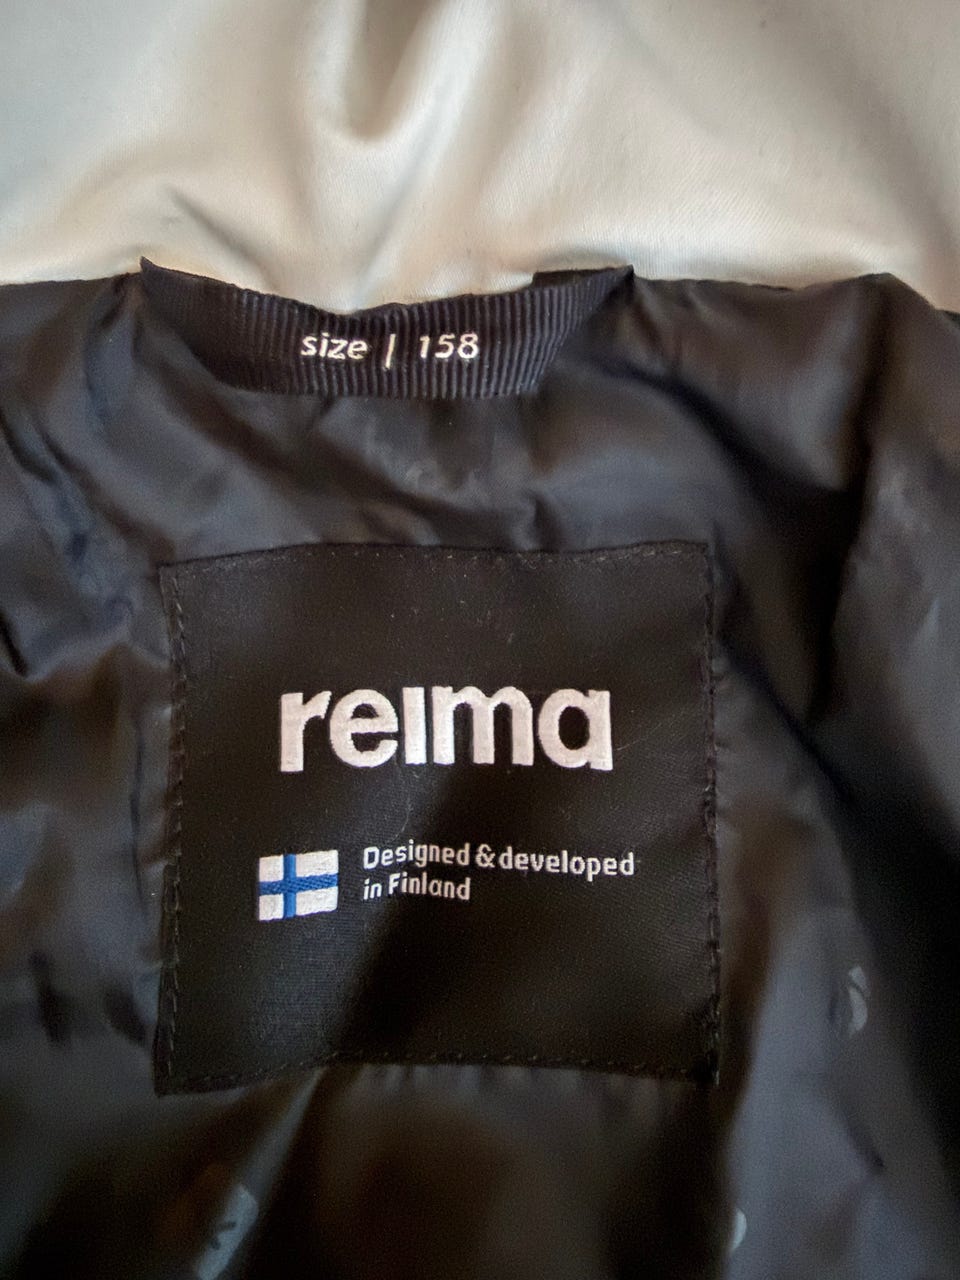 size | 158
reima
Designed & developed
in Finland